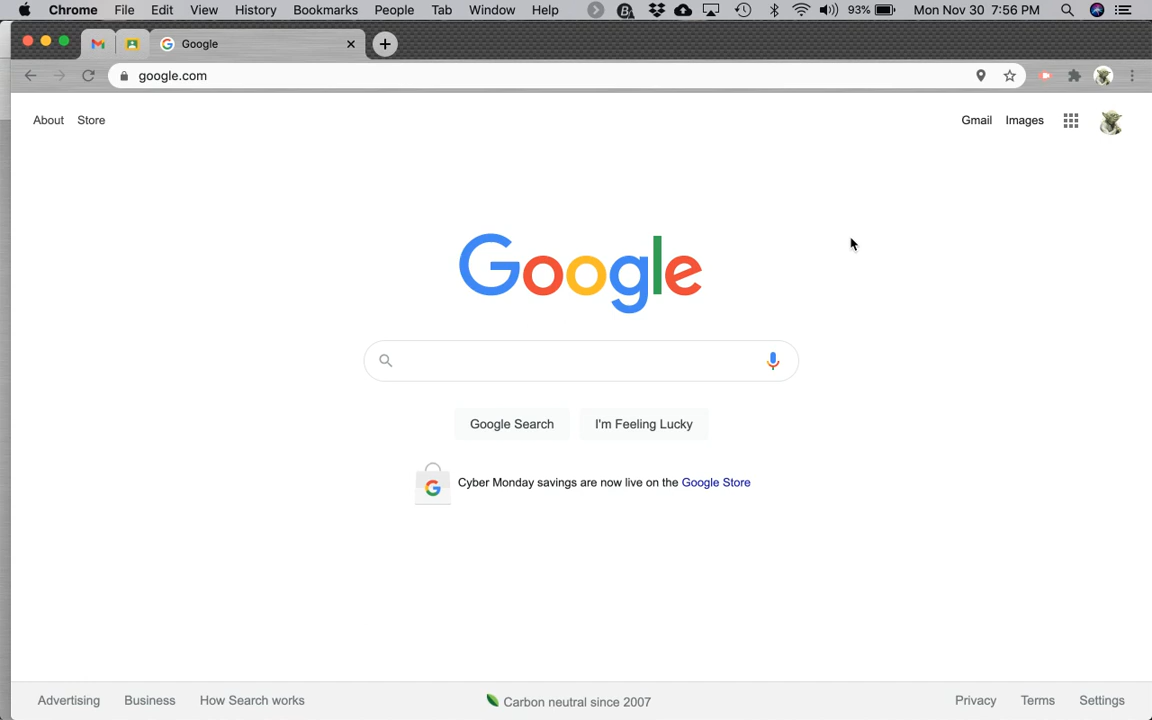 Chrome File Edit View History Bookmarks People Tab Window Help 93% Mon Nov 30 7:56 PM
Google
google.com
About Store Gmail Images
Google
Google Search I'm Feeling Lucky
Cyber Monday savings are now live on the Google Store
Advertising Business How Search works Carbon neutral since 2007 Privacy Terms Settings